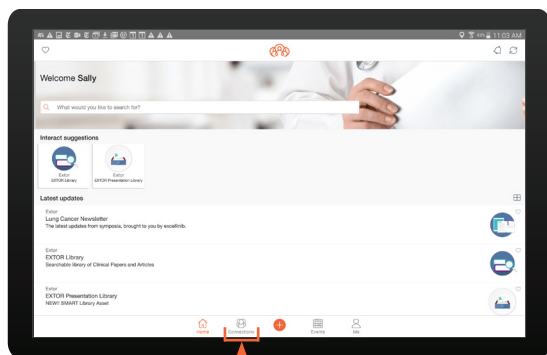 49% 11:03 AM
Welcome Sally
What would you like to search for?
Interact suggestions
Extor
EXTOR Library
Extor
EXTOR Presentation Library
Latest updates
Extor
Lung Cancer Newsletter
The latest updates from symposia, brought to you by excellinib.
Extor
EXTOR Library
Searchable library of Clinical Papers and Articles
Extor
EXTOR Presentation Library
NEW!! SMART Library Asset
Home
Connections
Events
Me